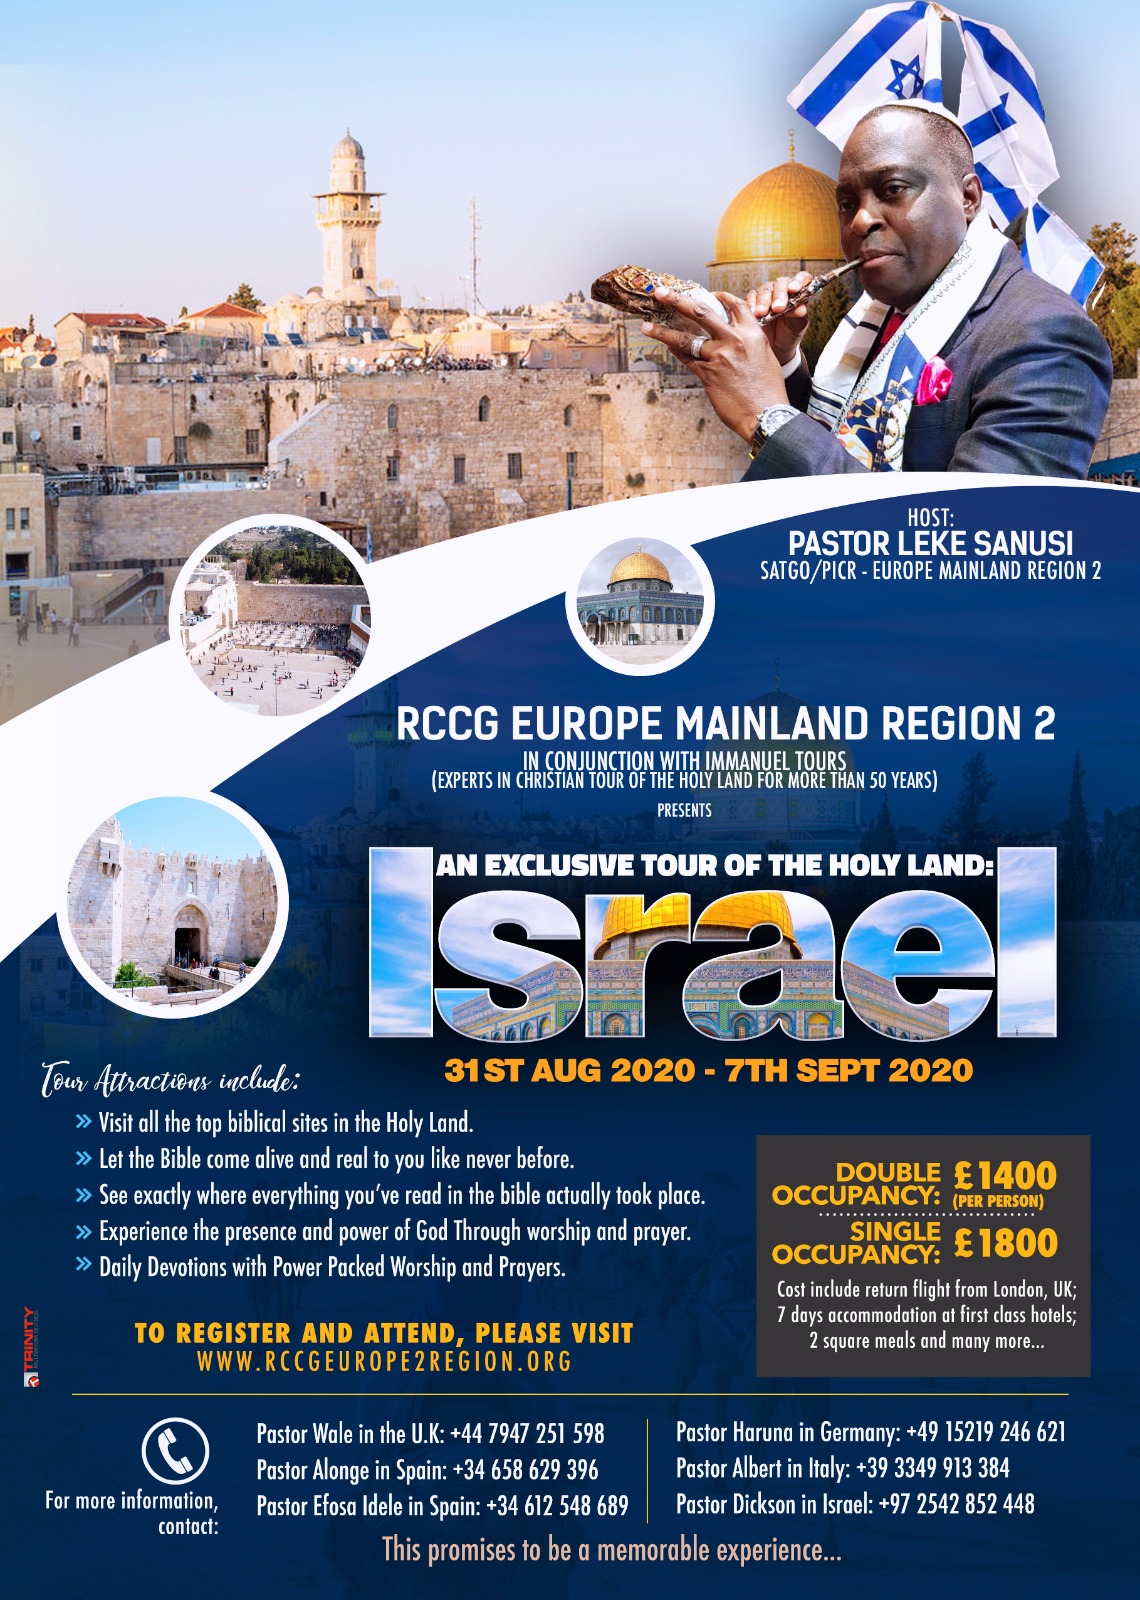 HOST:
PASTOR LEKE SANUSI
SATGO/PICR - EUROPE MAINLAND REGION 2
RCCG EUROPE MAINLAND REGION 2
IN CONJUNCTION WITH IMMANUEL TOURS
(EXPERTS IN CHRISTIAN TOUR OF THE HOLY LAND FOR MORE THAN 50 YEARS)
PRESENTS
AN EXCLUSIVE TOUR OF THE HOLY LAND:
Israel
31ST AUG 2020 - 7TH SEPT 2020
Tour Attractions include:
» Visit all the top biblical sites in the Holy Land.
» Let the Bible come alive and real to you like never before.
» See exactly where everything you've read in the bible actually took place.
» Experience the presence and power of God Through worship and prayer.
» Daily Devotions with Power Packed Worship and Prayers.
DOUBLE OCCUPANCY: £1400 (PER PERSON)
SINGLE OCCUPANCY: £1800
Cost include return flight from London, UK;
7 days accommodation at first class hotels;
2 square meals and many more...
TO REGISTER AND ATTEND, PLEASE VISIT
WWW.RCCGEUROPE2REGION.ORG
TRINITY
For more information,
contact:
Pastor Wale in the U.K: +44 7947 251 598
Pastor Alonge in Spain: +34 658 629 396
Pastor Efosa Idele in Spain: +34 612 548 689
Pastor Haruna in Germany: +49 15219 246 621
Pastor Albert in Italy: +39 3349 913 384
Pastor Dickson in Israel: +97 2542 852 448
This promises to be a memorable experience...